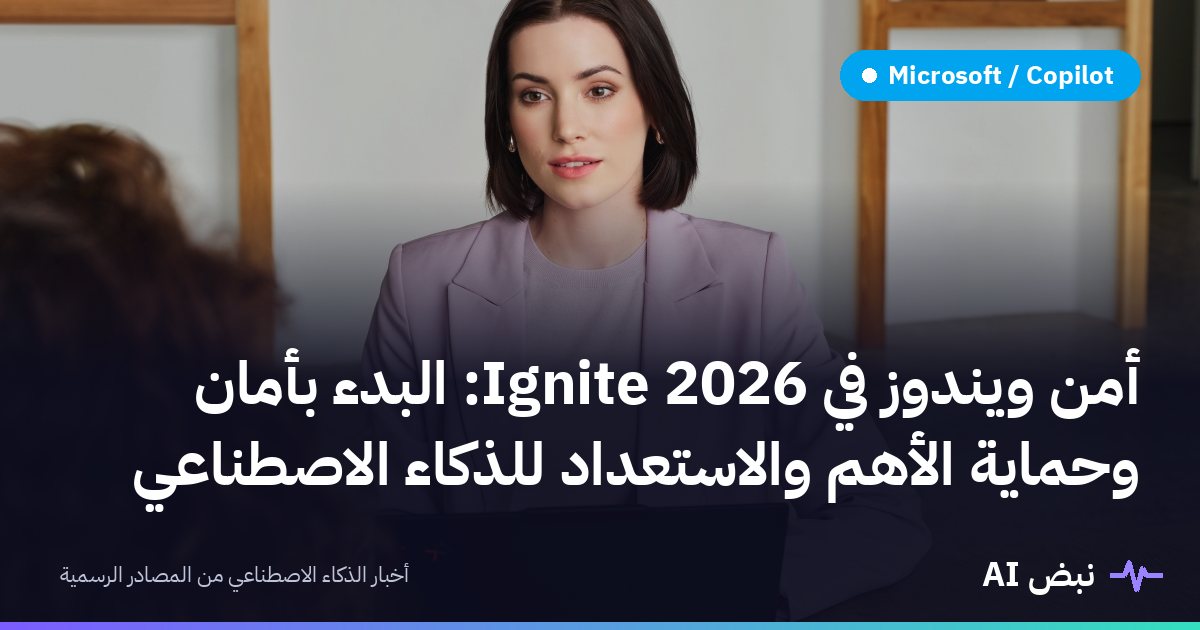 Microsoft / Copilot
أمن ويندوز في Ignite 2026: البدء بأمان
وحماية الأهم والاستعداد للذكاء الاصطناعي
نبض AI
أخبار الذكاء الاصطناعي من المصادر الرسمية